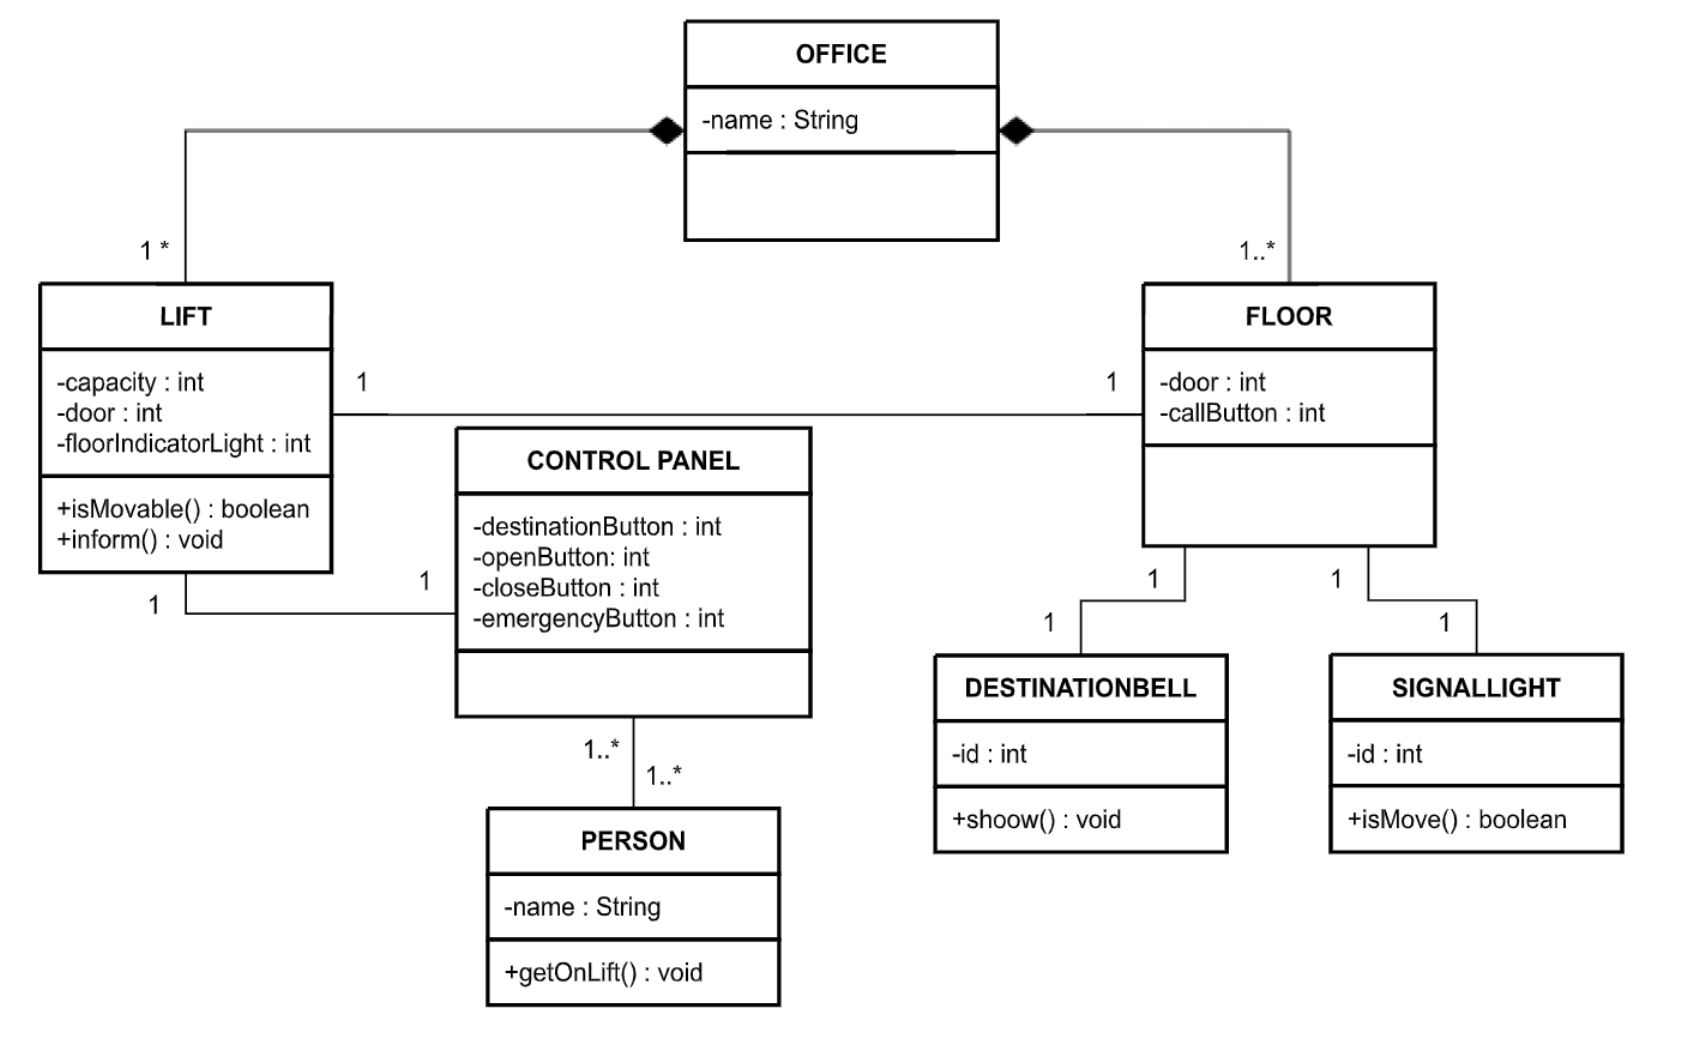 OFFICE
-name : String
1 *
1..*
LIFT
-capacity : int
-door : int
-floorIndicatorLight : int
+isMovable() : boolean
+inform() : void
1
1
FLOOR
-door : int
-callButton : int
CONTROL PANEL
-destinationButton : int
-openButton: int
-closeButton : int
-emergencyButton : int
1
1
1
1
1
1
DESTINATIONBELL
-id : int
+shoow() : void
SIGNALLIGHT
-id : int
+isMove() : boolean
1..*
1..*
PERSON
-name : String
+getOnLift() : void